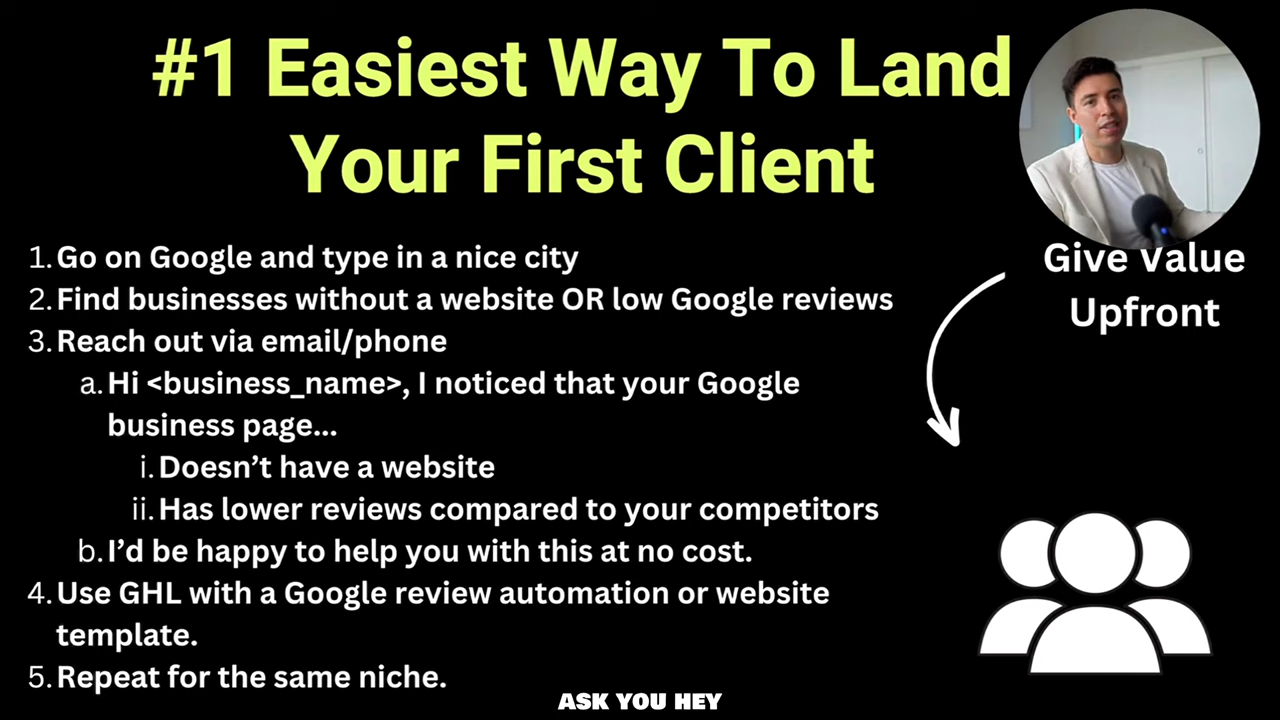 #1 Easiest Way To Land
Your First Client
1. Go on Google and type in a nice city
2. Find businesses without a website OR low Google reviews
3. Reach out via email/phone
a. Hi <business_name>, I noticed that your Google
business page...
i. Doesn't have a website
ii. Has lower reviews compared to your competitors
b. I'd be happy to help you with this at no cost.
4. Use GHL with a Google review automation or website
template.
5. Repeat for the same niche.
Give Value
Upfront
ASK YOU HEY